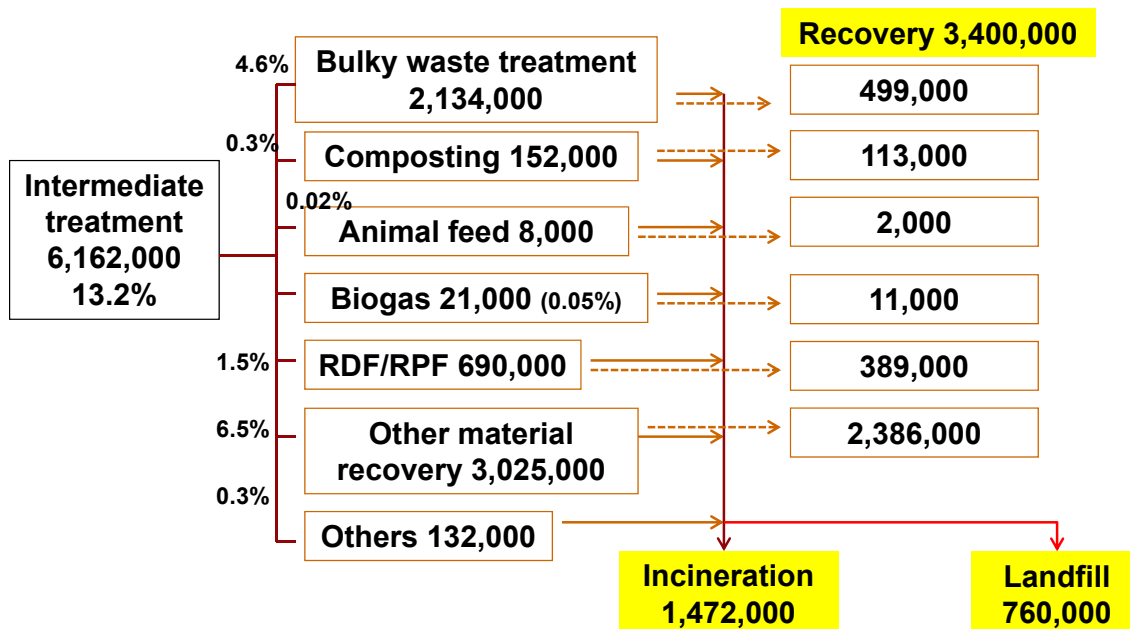 Recovery 3,400,000
4.6%
Bulky waste treatment
2,134,000
499,000
0.3%
Composting 152,000
113,000
Intermediate
treatment
6,162,000
13.2%
0.02%
Animal feed 8,000
2,000
Biogas 21,000 (0.05%)
11,000
1.5%
RDF/RPF 690,000
389,000
6.5%
Other material
recovery 3,025,000
2,386,000
0.3%
Others 132,000
Incineration
1,472,000
Landfill
760,000